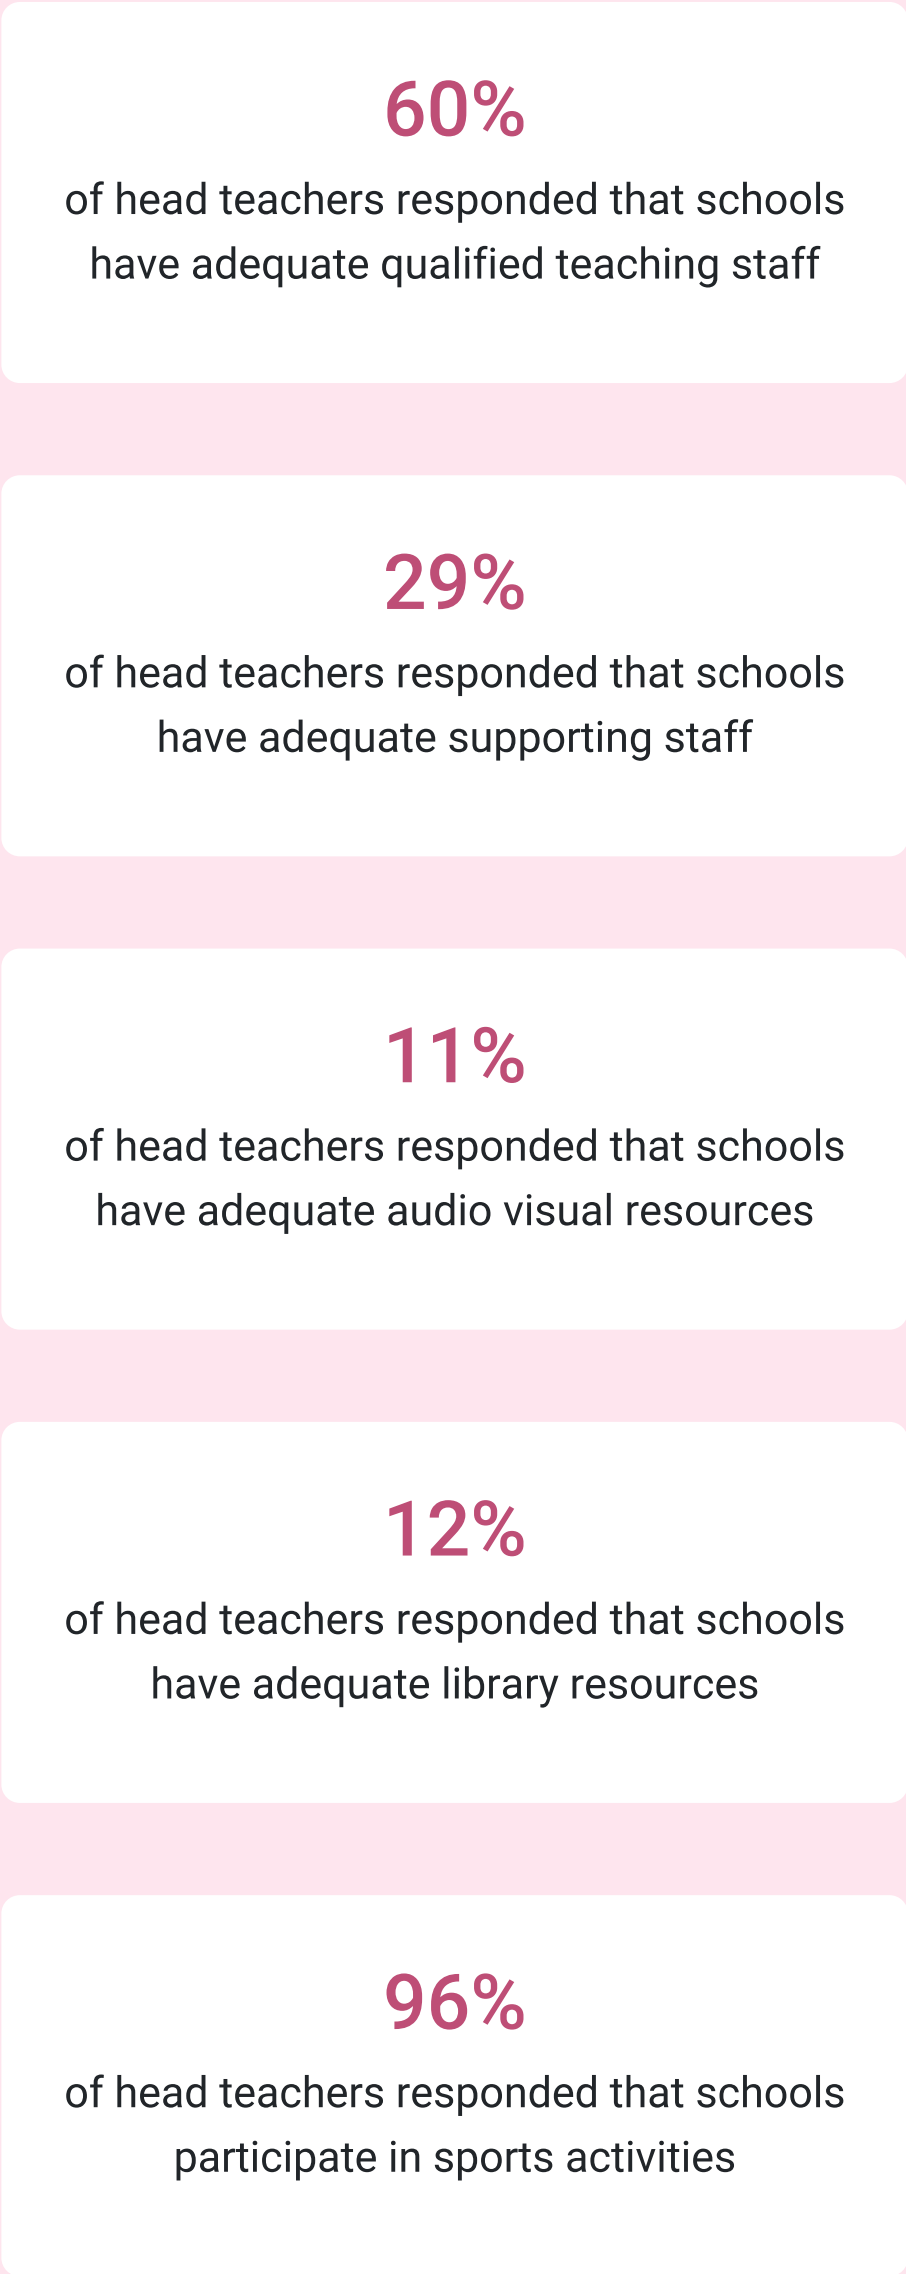 60%
of head teachers responded that schools
have adequate qualified teaching staff
29%
of head teachers responded that schools
have adequate supporting staff
11%
of head teachers responded that schools
have adequate audio visual resources
12%
of head teachers responded that schools
have adequate library resources
96%
of head teachers responded that schools
participate in sports activities